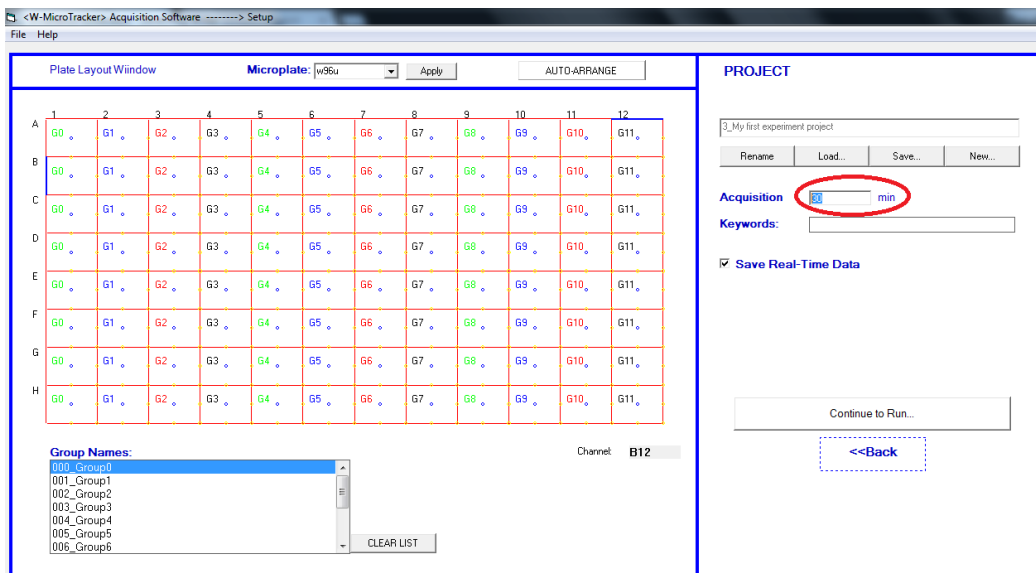 <W-MicroTracker> Acquisition Software --------> Setup
File Help
Plate Layout Wiindow Microplate: w96u Apply AUTO-ARRANGE PROJECT
1 2 3 4 5 6 7 8 9 10 11 12
A G0 G1 G2 G3 G4 G5 G6 G7 G8 G9 G10 G11
B G0 G1 G2 G3 G4 G5 G6 G7 G8 G9 G10 G11
C G0 G1 G2 G3 G4 G5 G6 G7 G8 G9 G10 G11
D G0 G1 G2 G3 G4 G5 G6 G7 G8 G9 G10 G11
E G0 G1 G2 G3 G4 G5 G6 G7 G8 G9 G10 G11
F G0 G1 G2 G3 G4 G5 G6 G7 G8 G9 G10 G11
G G0 G1 G2 G3 G4 G5 G6 G7 G8 G9 G10 G11
H G0 G1 G2 G3 G4 G5 G6 G7 G8 G9 G10 G11
Group Names: Channel: B12
000_Group0
001_Group1
002_Group2
003_Group3
004_Group4
005_Group5
006_Group6
CLEAR LIST
3_My first experiment project
Rename Load... Save... New...
Acquisition 30 min
Keywords:
Save Real-Time Data
Continue to Run...
<<Back